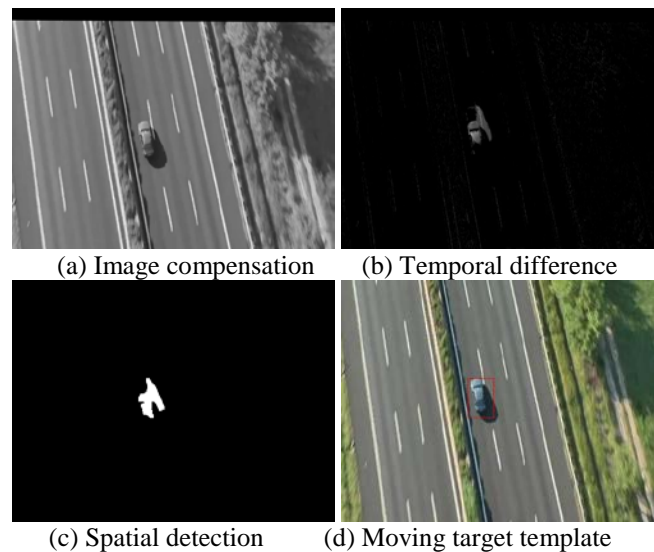 (a) Image compensation
(b) Temporal difference
(c) Spatial detection
(d) Moving target template